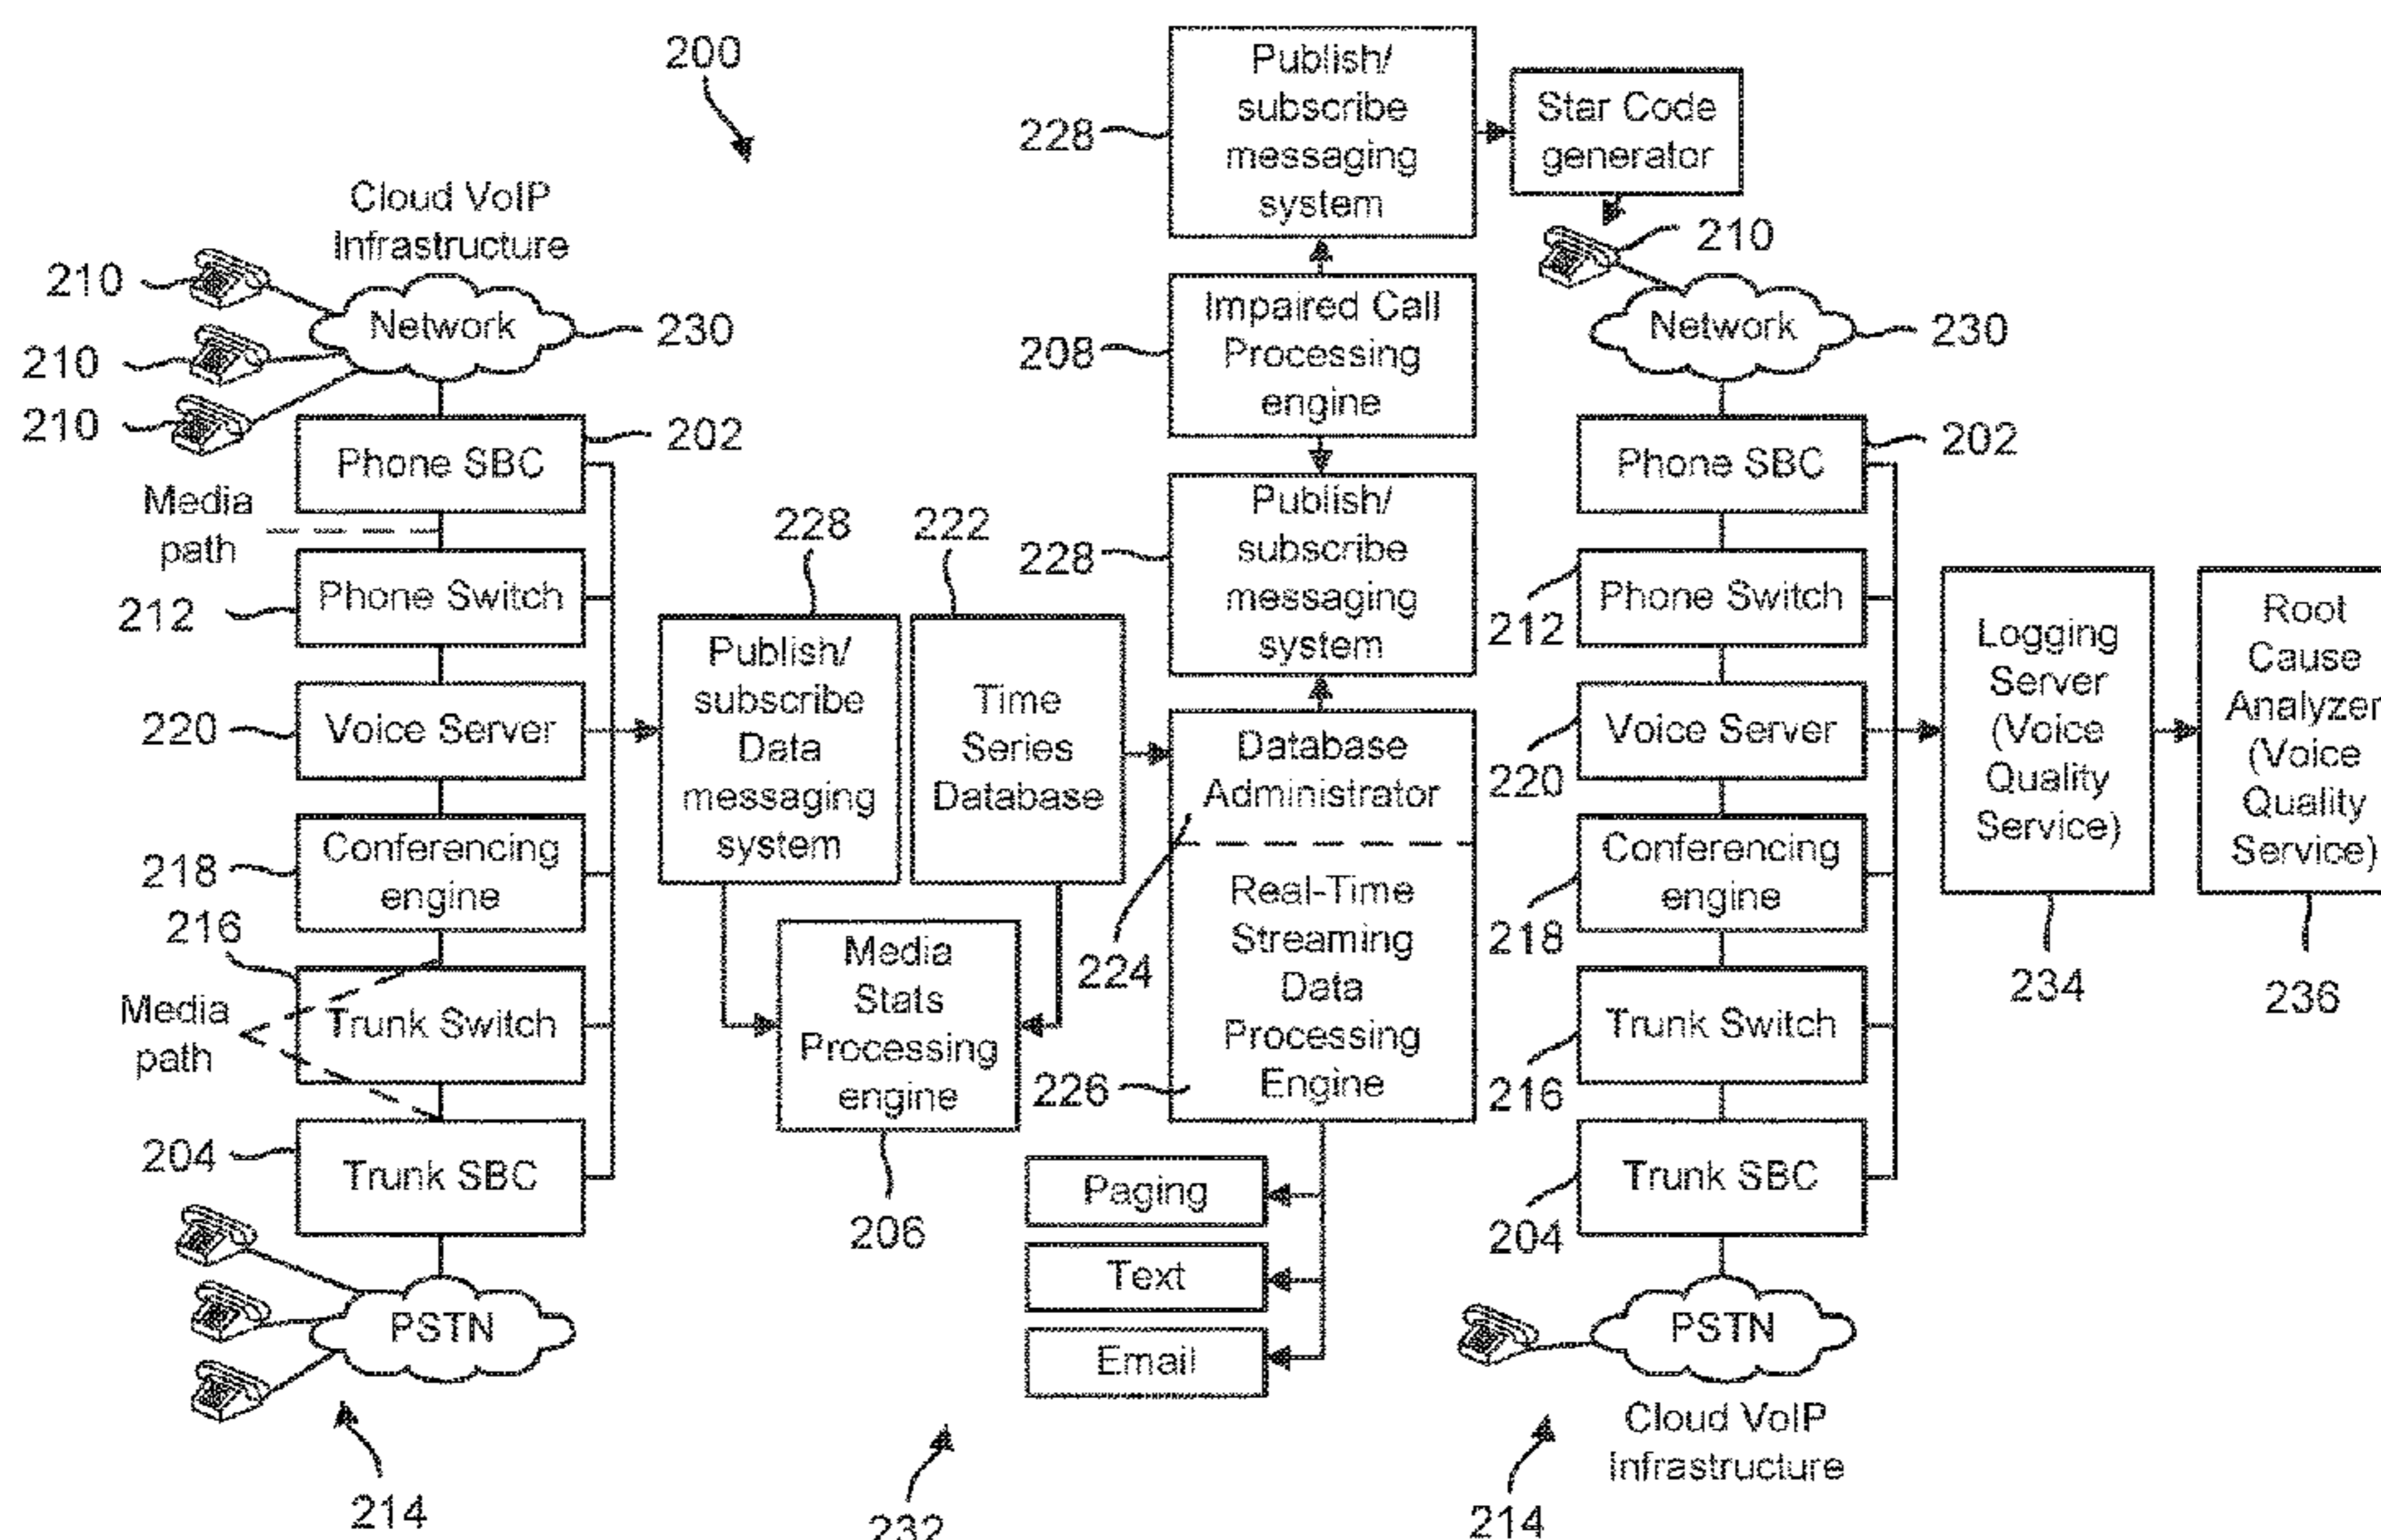 200
Cloud VoIP
Infrastructure
210
210
210
Network
230
Phone SBC
202
Media
path
Phone Switch
212
Voice Server
220
Conferencing
engine
218
216
Trunk Switch
Media
path
204
Trunk SBC
PSTN
214
228
Publish/
subscribe
Data
messaging
system
222
Time
Series
Database
Media
Stats
Processing
engine
206
228
Publish/
subscribe
messaging
system
Star Code
generator
208
Impaired Call
Processing
engine
228
Publish/
subscribe
messaging
system
Database
Administrator
224
Real-Time
Streaming
Data
Processing
Engine
226
Paging
Text
Email
232
210
Network
230
Phone SBC
202
Phone Switch
212
Voice Server
220
Conferencing
engine
218
Trunk Switch
216
Trunk SBC
204
PSTN
Cloud VoIP
Infrastructure
214
Logging
Server
(Voice
Quality
Service)
234
Root
Cause
Analyzer
(Voice
Quality
Service)
236